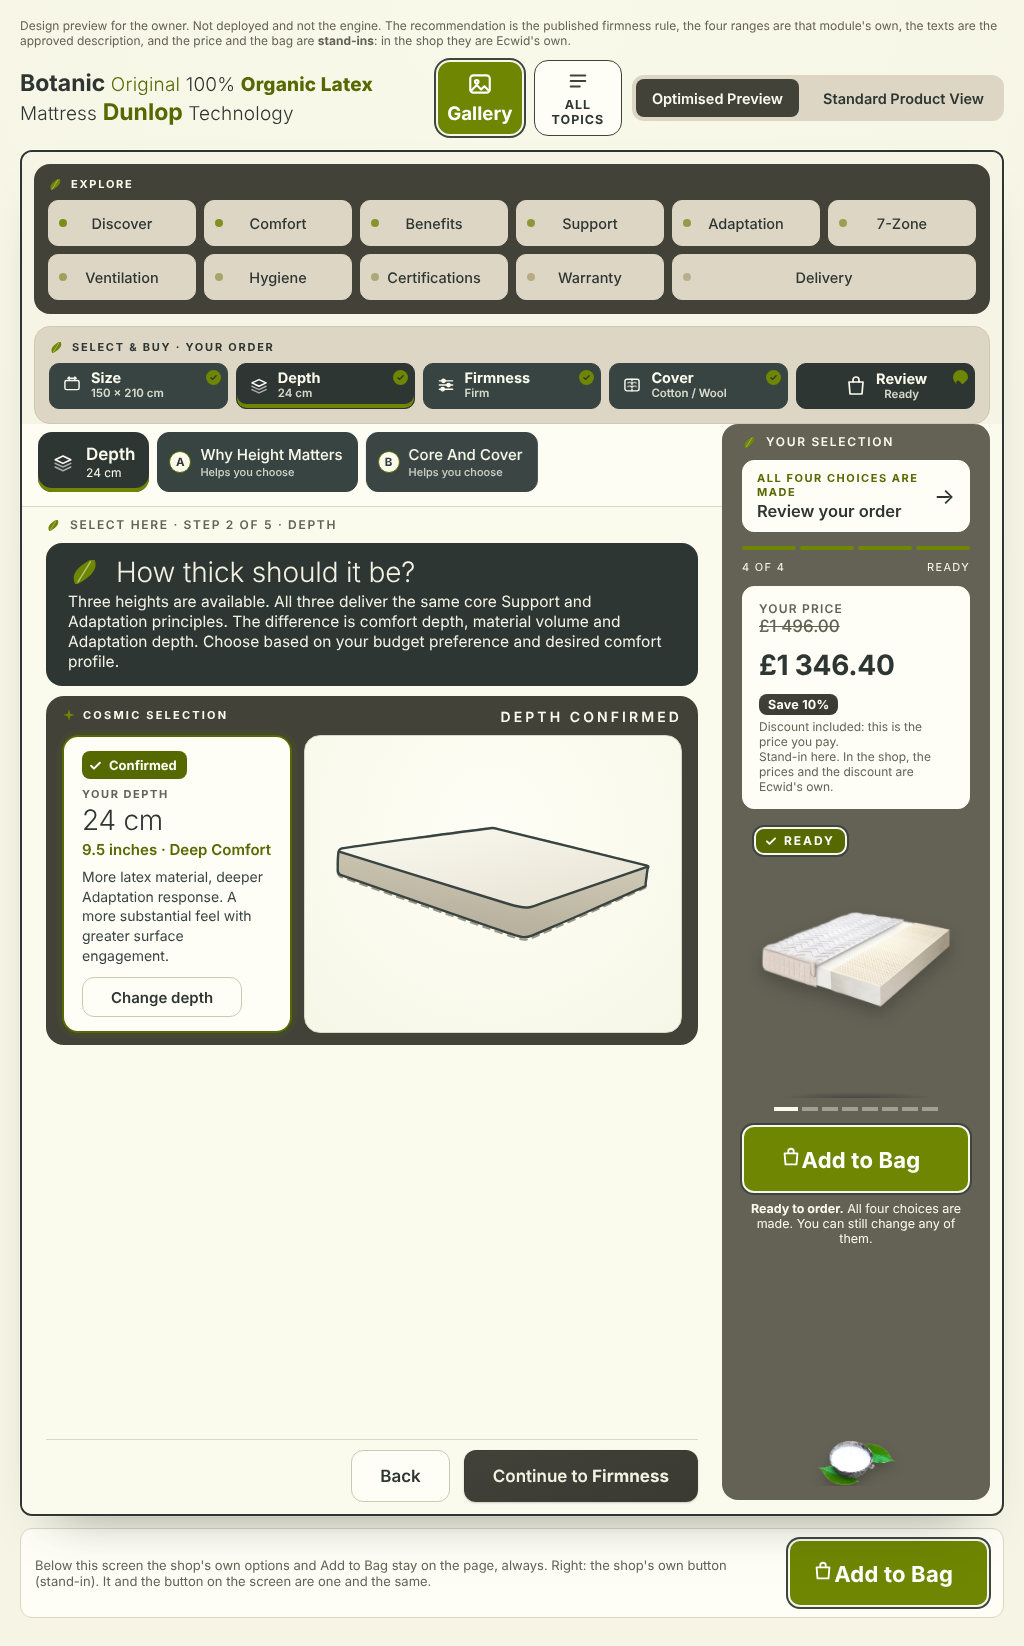 Design preview for the owner. Not deployed and not the engine. The recommendation is the published firmness rule, the four ranges are that module's own, the texts are the
approved description, and the price and the bag are stand-ins: in the shop they are Ecwid's own.
Botanic Original 100% Organic Latex
Mattress Dunlop Technology
Gallery
ALL
TOPICS
Optimised Preview
Standard Product View
EXPLORE
Discover
Comfort
Benefits
Support
Adaptation
7-Zone
Ventilation
Hygiene
Certifications
Warranty
Delivery
SELECT & BUY · YOUR ORDER
Size
150 × 210 cm
Depth
24 cm
Firmness
Firm
Cover
Cotton / Wool
Review
Ready
Depth
24 cm
A
Why Height Matters
Helps you choose
B
Core And Cover
Helps you choose
SELECT HERE · STEP 2 OF 5 · DEPTH
How thick should it be?
Three heights are available. All three deliver the same core Support and
Adaptation principles. The difference is comfort depth, material volume and
Adaptation depth. Choose based on your budget preference and desired comfort
profile.
COSMIC SELECTION
DEPTH CONFIRMED
Confirmed
YOUR DEPTH
24 cm
9.5 inches · Deep Comfort
More latex material, deeper
Adaptation response. A
more substantial feel with
greater surface
engagement.
Change depth
Back
Continue to Firmness
YOUR SELECTION
ALL FOUR CHOICES ARE
MADE
Review your order
4 OF 4
READY
YOUR PRICE
£1 496.00
£1 346.40
Save 10%
Discount included: this is the
price you pay.
Stand-in here. In the shop, the
prices and the discount are
Ecwid's own.
READY
Add to Bag
Ready to order. All four choices are
made. You can still change any of
them.
Below this screen the shop's own options and Add to Bag stay on the page, always. Right: the shop's own button
(stand-in). It and the button on the screen are one and the same.
Add to Bag